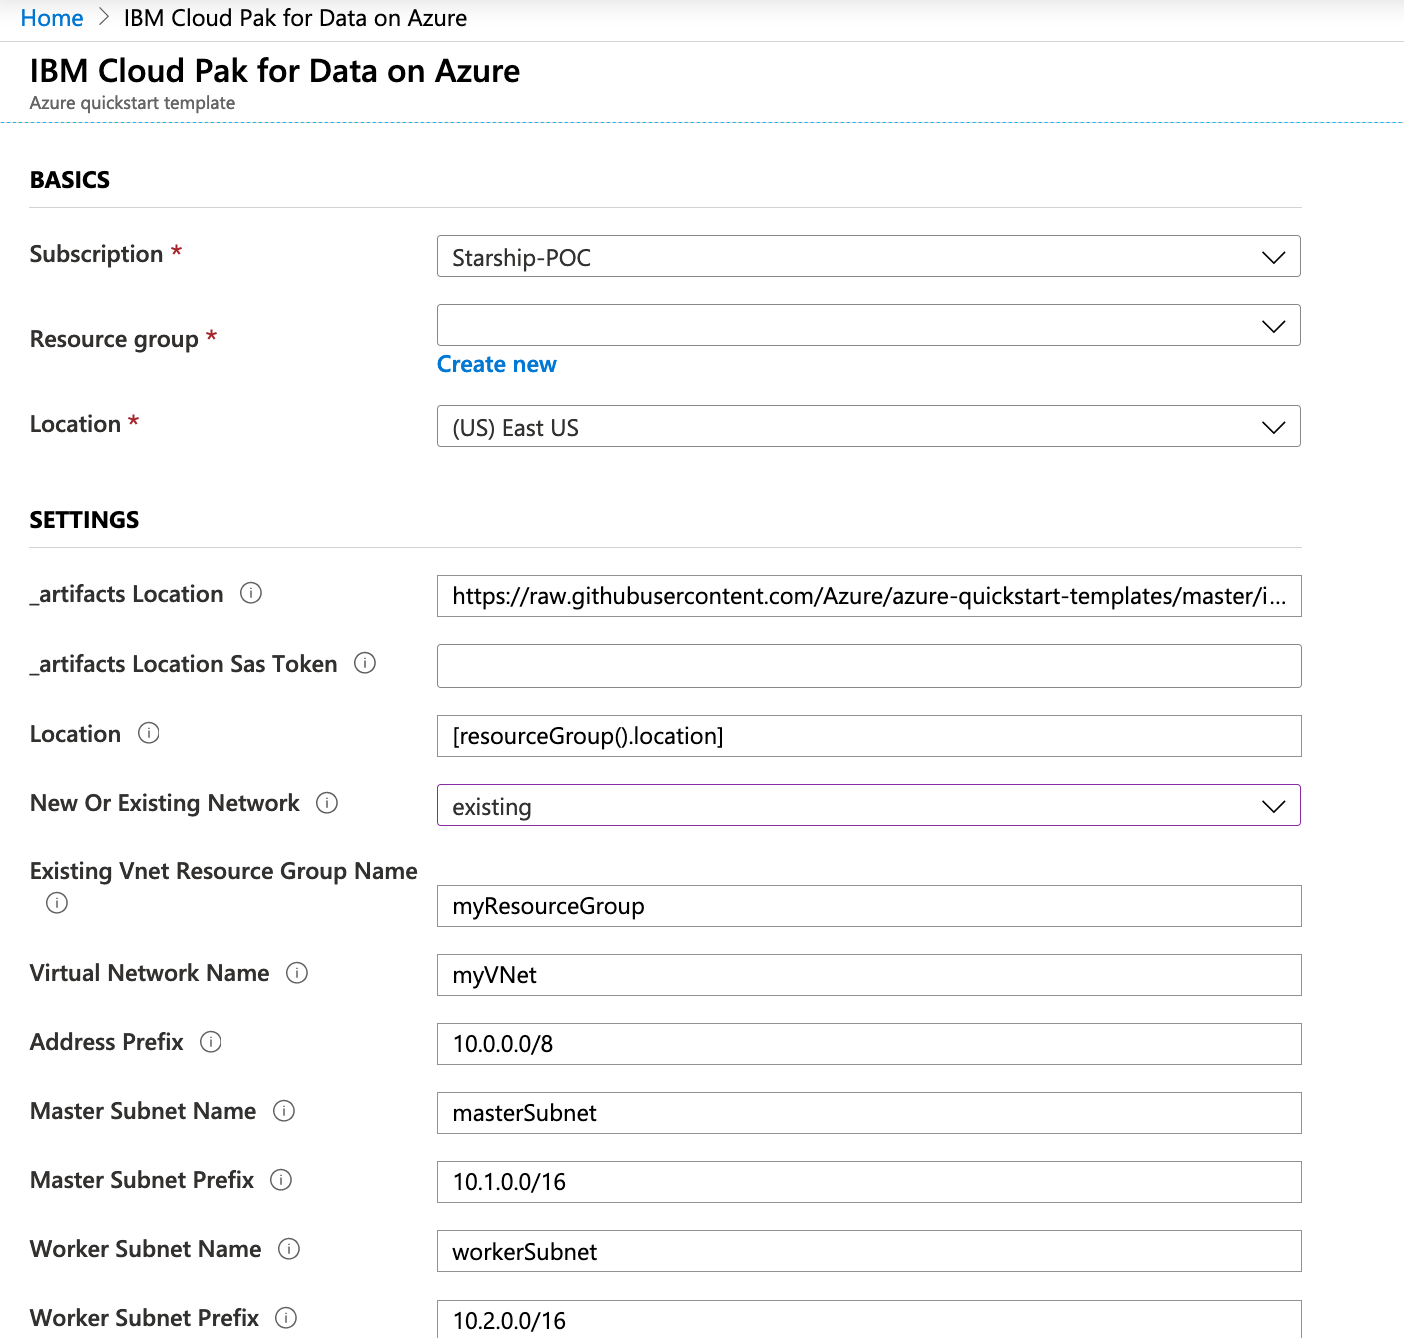 Home > IBM Cloud Pak for Data on Azure
IBM Cloud Pak for Data on Azure
Azure quickstart template
BASICS
Subscription *
Starship-POC
Resource group *
Create new
Location *
(US) East US
SETTINGS
_artifacts Location
https://raw.githubusercontent.com/Azure/azure-quickstart-templates/master/i...
_artifacts Location Sas Token
Location
[resourceGroup().location]
New Or Existing Network
existing
Existing Vnet Resource Group Name
myResourceGroup
Virtual Network Name
myVNet
Address Prefix
10.0.0.0/8
Master Subnet Name
masterSubnet
Master Subnet Prefix
10.1.0.0/16
Worker Subnet Name
workerSubnet
Worker Subnet Prefix
10.2.0.0/16